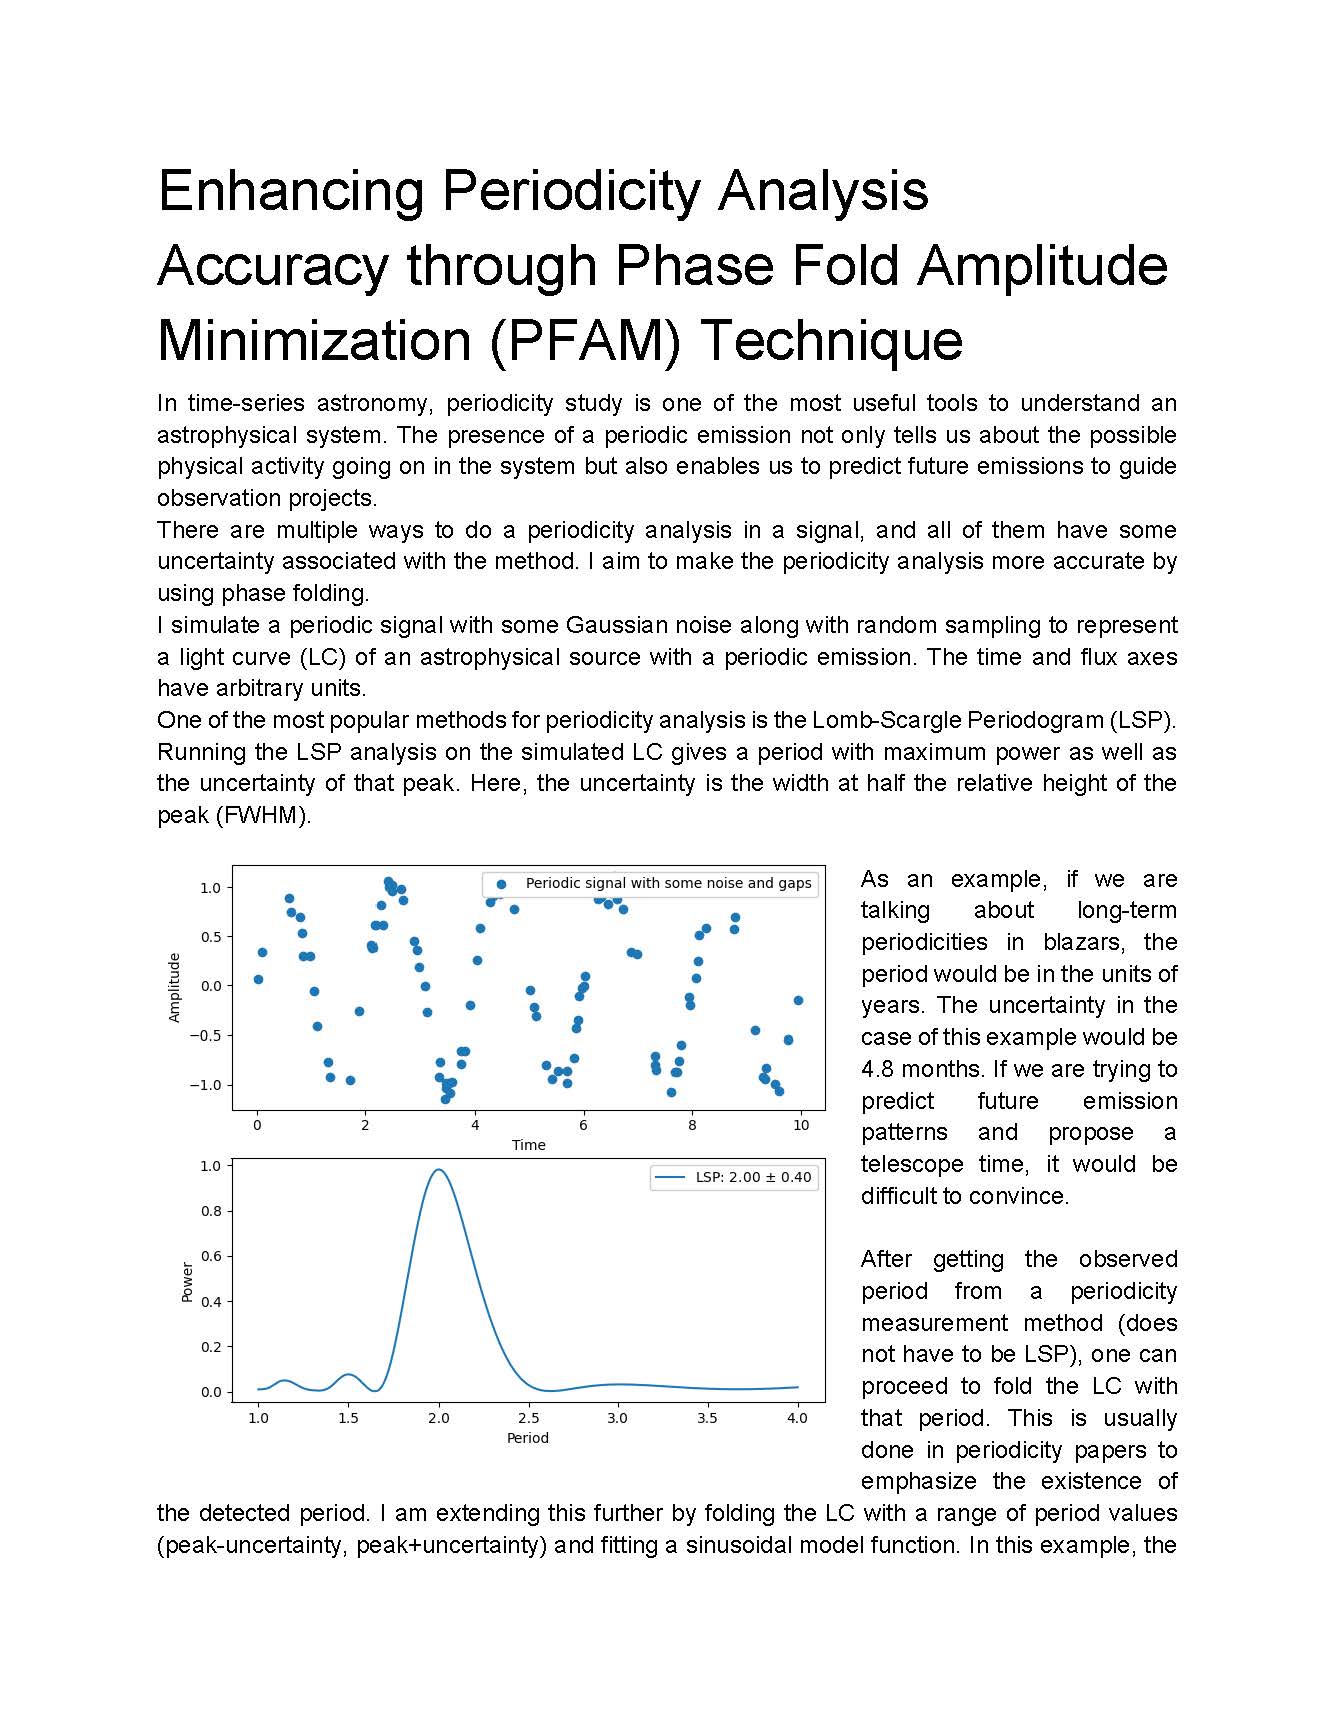 Enhancing Periodicity Analysis
Accuracy through Phase Fold Amplitude
Minimization (PFAM) Technique
In time-series astronomy, periodicity study is one of the most useful tools to understand an
astrophysical system. The presence of a periodic emission not only tells us about the possible
physical activity going on in the system but also enables us to predict future emissions to guide
observation projects.
There are multiple ways to do a periodicity analysis in a signal, and all of them have some
uncertainty associated with the method. I aim to make the periodicity analysis more accurate by
using phase folding.
I simulate a periodic signal with some Gaussian noise along with random sampling to represent
a light curve (LC) of an astrophysical source with a periodic emission. The time and flux axes
have arbitrary units.
One of the most popular methods for periodicity analysis is the Lomb-Scargle Periodogram (LSP).
Running the LSP analysis on the simulated LC gives a period with maximum power as well as
the uncertainty of that peak. Here, the uncertainty is the width at half the relative height of the
peak (FWHM).
Periodic signal with some noise and gaps
1.0
0.5
0.0
−0.5
−1.0
Amplitude
0 2 4 6 8 10
Time
LSP: 2.00 ± 0.40
1.0
0.8
0.6
0.4
0.2
0.0
Power
1.0 1.5 2.0 2.5 3.0 3.5 4.0
Period
As an example, if we are
talking about long-term
periodicities in blazars, the
period would be in the units of
years. The uncertainty in the
case of this example would be
4.8 months. If we are trying to
predict future emission
patterns and propose a
telescope time, it would be
difficult to convince.
After getting the observed
period from a periodicity
measurement method (does
not have to be LSP), one can
proceed to fold the LC with
that period. This is usually
done in periodicity papers to
emphasize the existence of
the detected period. I am extending this further by folding the LC with a range of period values
(peak-uncertainty, peak+uncertainty) and fitting a sinusoidal model function. In this example, the